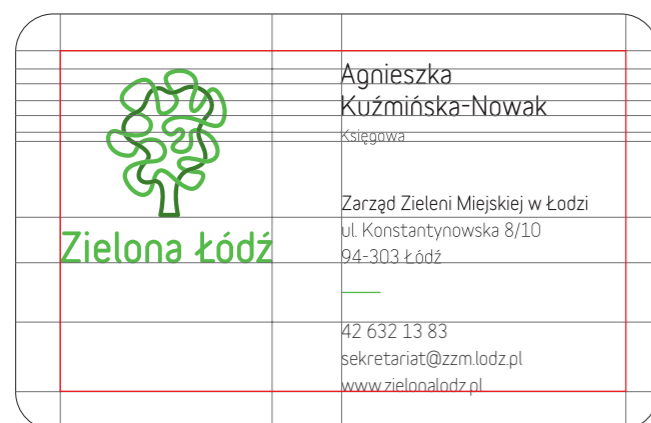 Zielona Łódź
Agnieszka
Kuźmińska-Nowak
Księgowa
Zarząd Zieleni Miejskiej w Łodzi
ul. Konstantynowska 8/10
94-303 Łódź
42 632 13 83
sekretariat@zzm.lodz.pl
www.zielonalodz.pl